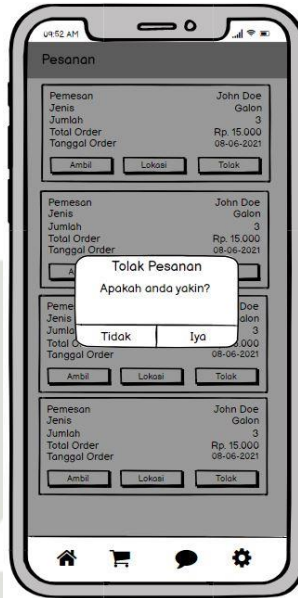 09:52 AM
Pesanan
Pemesan John Doe
Jenis Galon
Jumlah 3
Total Order Rp. 15.000
Tanggal Order 08-06-2021
Ambil Lokasi Tolak
Pemesan John Doe
Jenis Galon
Jumlah 3
Total Order Rp. 15.000
Tanggal Order 08-06-2021
Tolak Pesanan
Apakah anda yakin?
Tidak Iya
Doe
3
Tanggal Order 08-06-2021
Ambil Lokasi Tolak
Pemesan John Doe
Jenis Galon
Jumlah 3
Total Order Rp. 15.000
Tanggal Order 08-06-2021
Ambil Lokasi Tolak